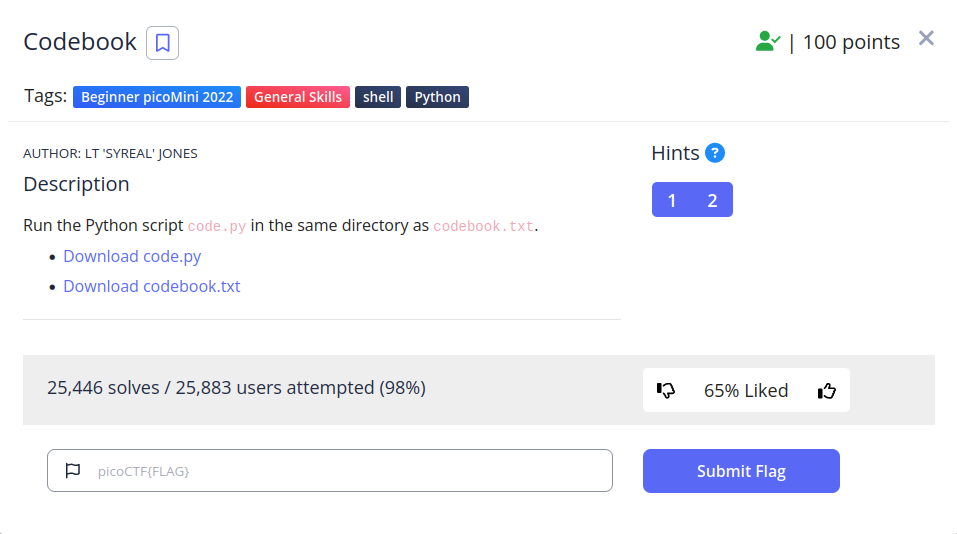 Codebook | 100 points
Tags: Beginner picoMini 2022 General Skills shell Python
AUTHOR: LT 'SYREAL' JONES
Description
Run the Python script code.py in the same directory as codebook.txt.
• Download code.py
• Download codebook.txt
Hints ?
1 2
25,446 solves / 25,883 users attempted (98%)
65% Liked
picoCTF{FLAG}
Submit Flag